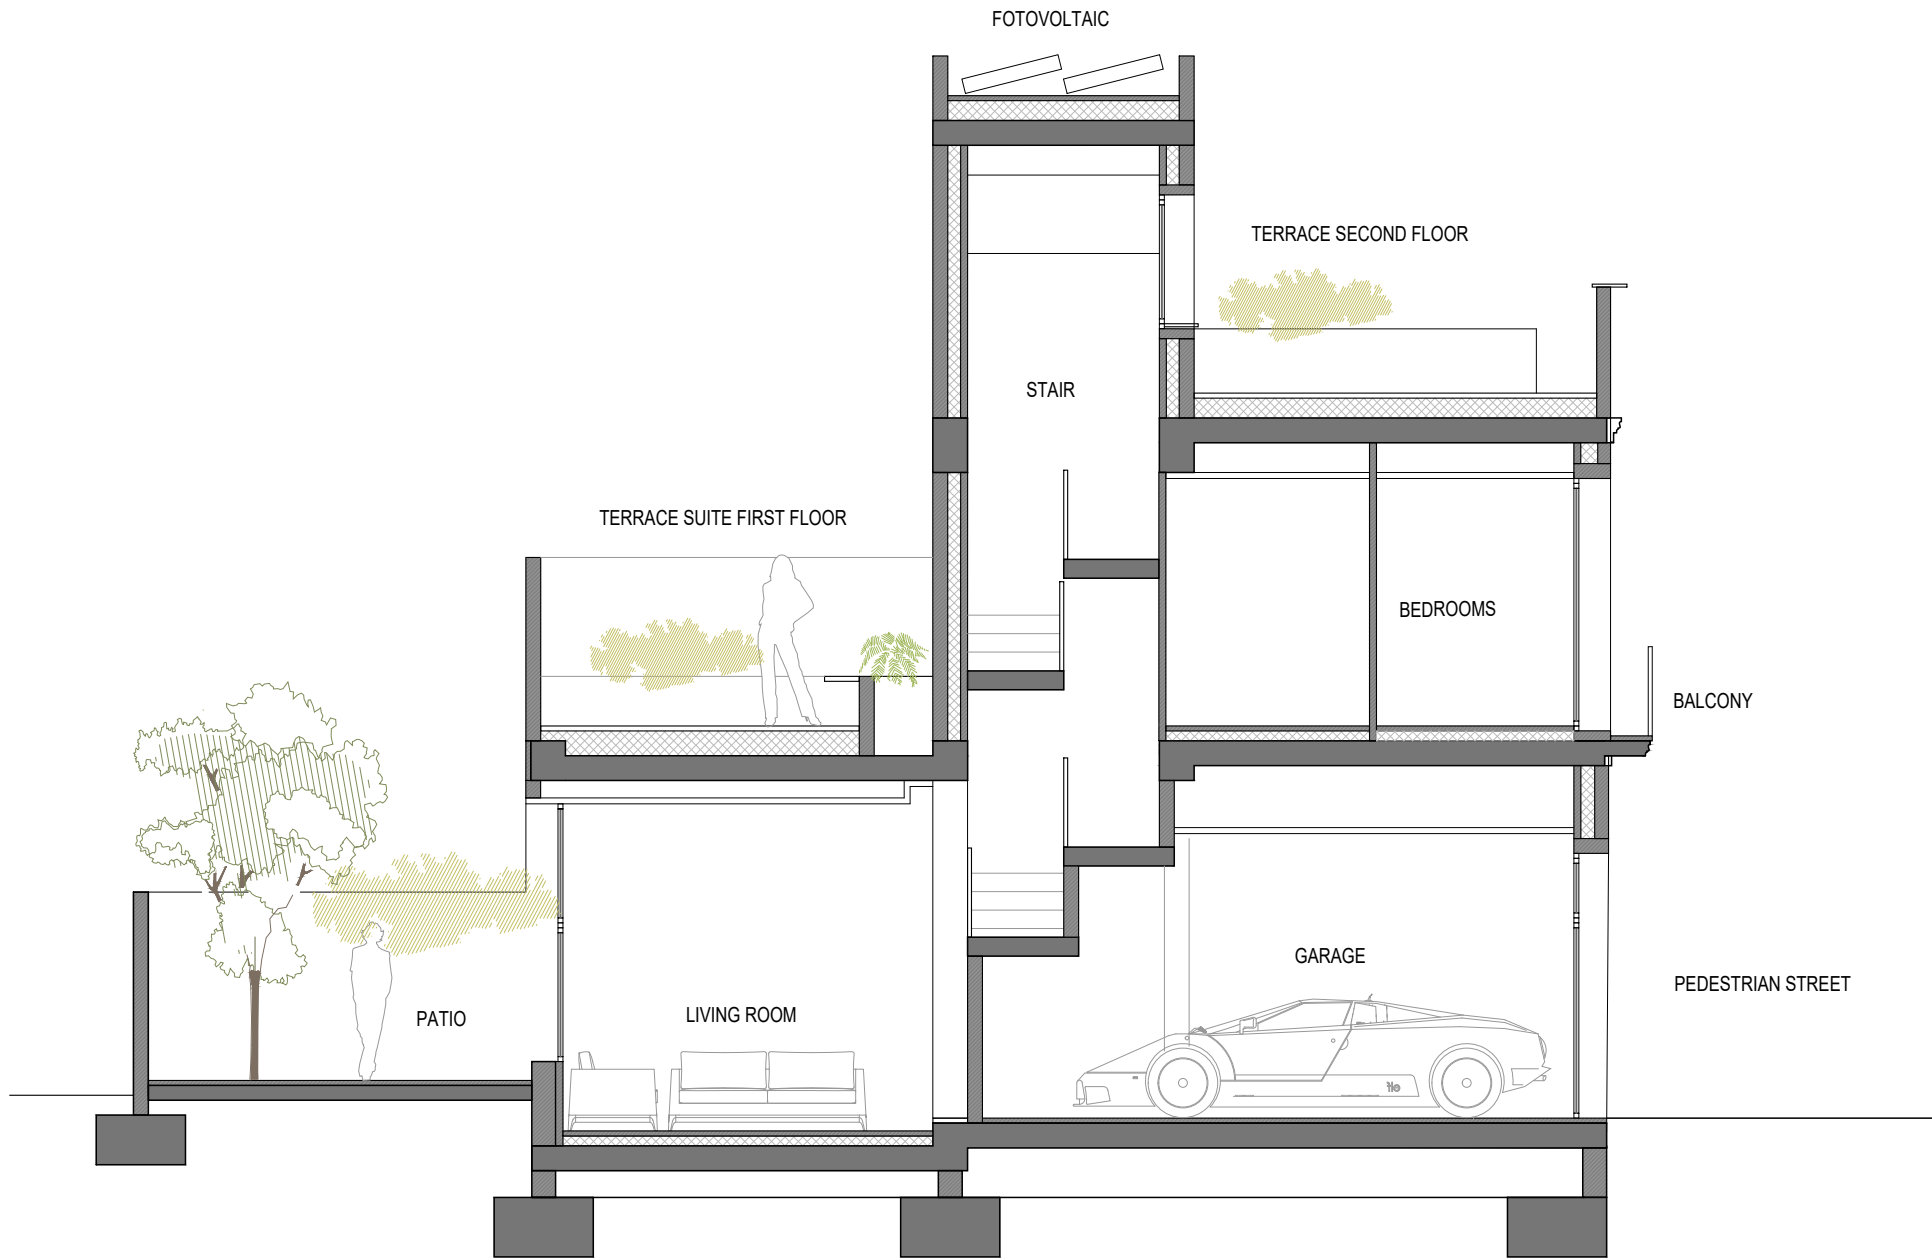 FOTOVOLTAIC
TERRACE SECOND FLOOR
STAIR
TERRACE SUITE FIRST FLOOR
BEDROOMS
BALCONY
GARAGE
PEDESTRIAN STREET
LIVING ROOM
PATIO